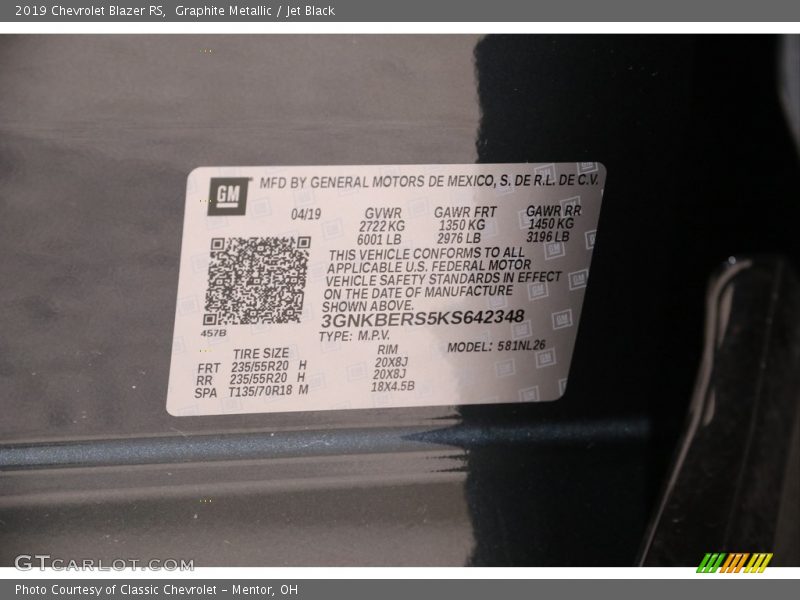 2019 Chevrolet Blazer RS,  Graphite Metallic / Jet Black
GM MFD BY GENERAL MOTORS DE MEXICO, S. DE R.L. DE C.V.
04/19 GVWR GAWR FRT GAWR RR
2722 KG 1350 KG 1450 KG
6001 LB 2976 LB 3196 LB
THIS VEHICLE CONFORMS TO ALL
APPLICABLE U.S. FEDERAL MOTOR
VEHICLE SAFETY STANDARDS IN EFFECT
ON THE DATE OF MANUFACTURE
SHOWN ABOVE.
457B
3GNKBERS5KS642348
TYPE: M.P.V.
TIRE SIZE RIM MODEL: 581NL26
FRT 235/55R20 H 20X8J
RR 235/55R20 H 20X8J
SPA T135/70R18 M 18X4.5B
GTCARLOT.COM
Photo Courtesy of Classic Chevrolet - Mentor, OH